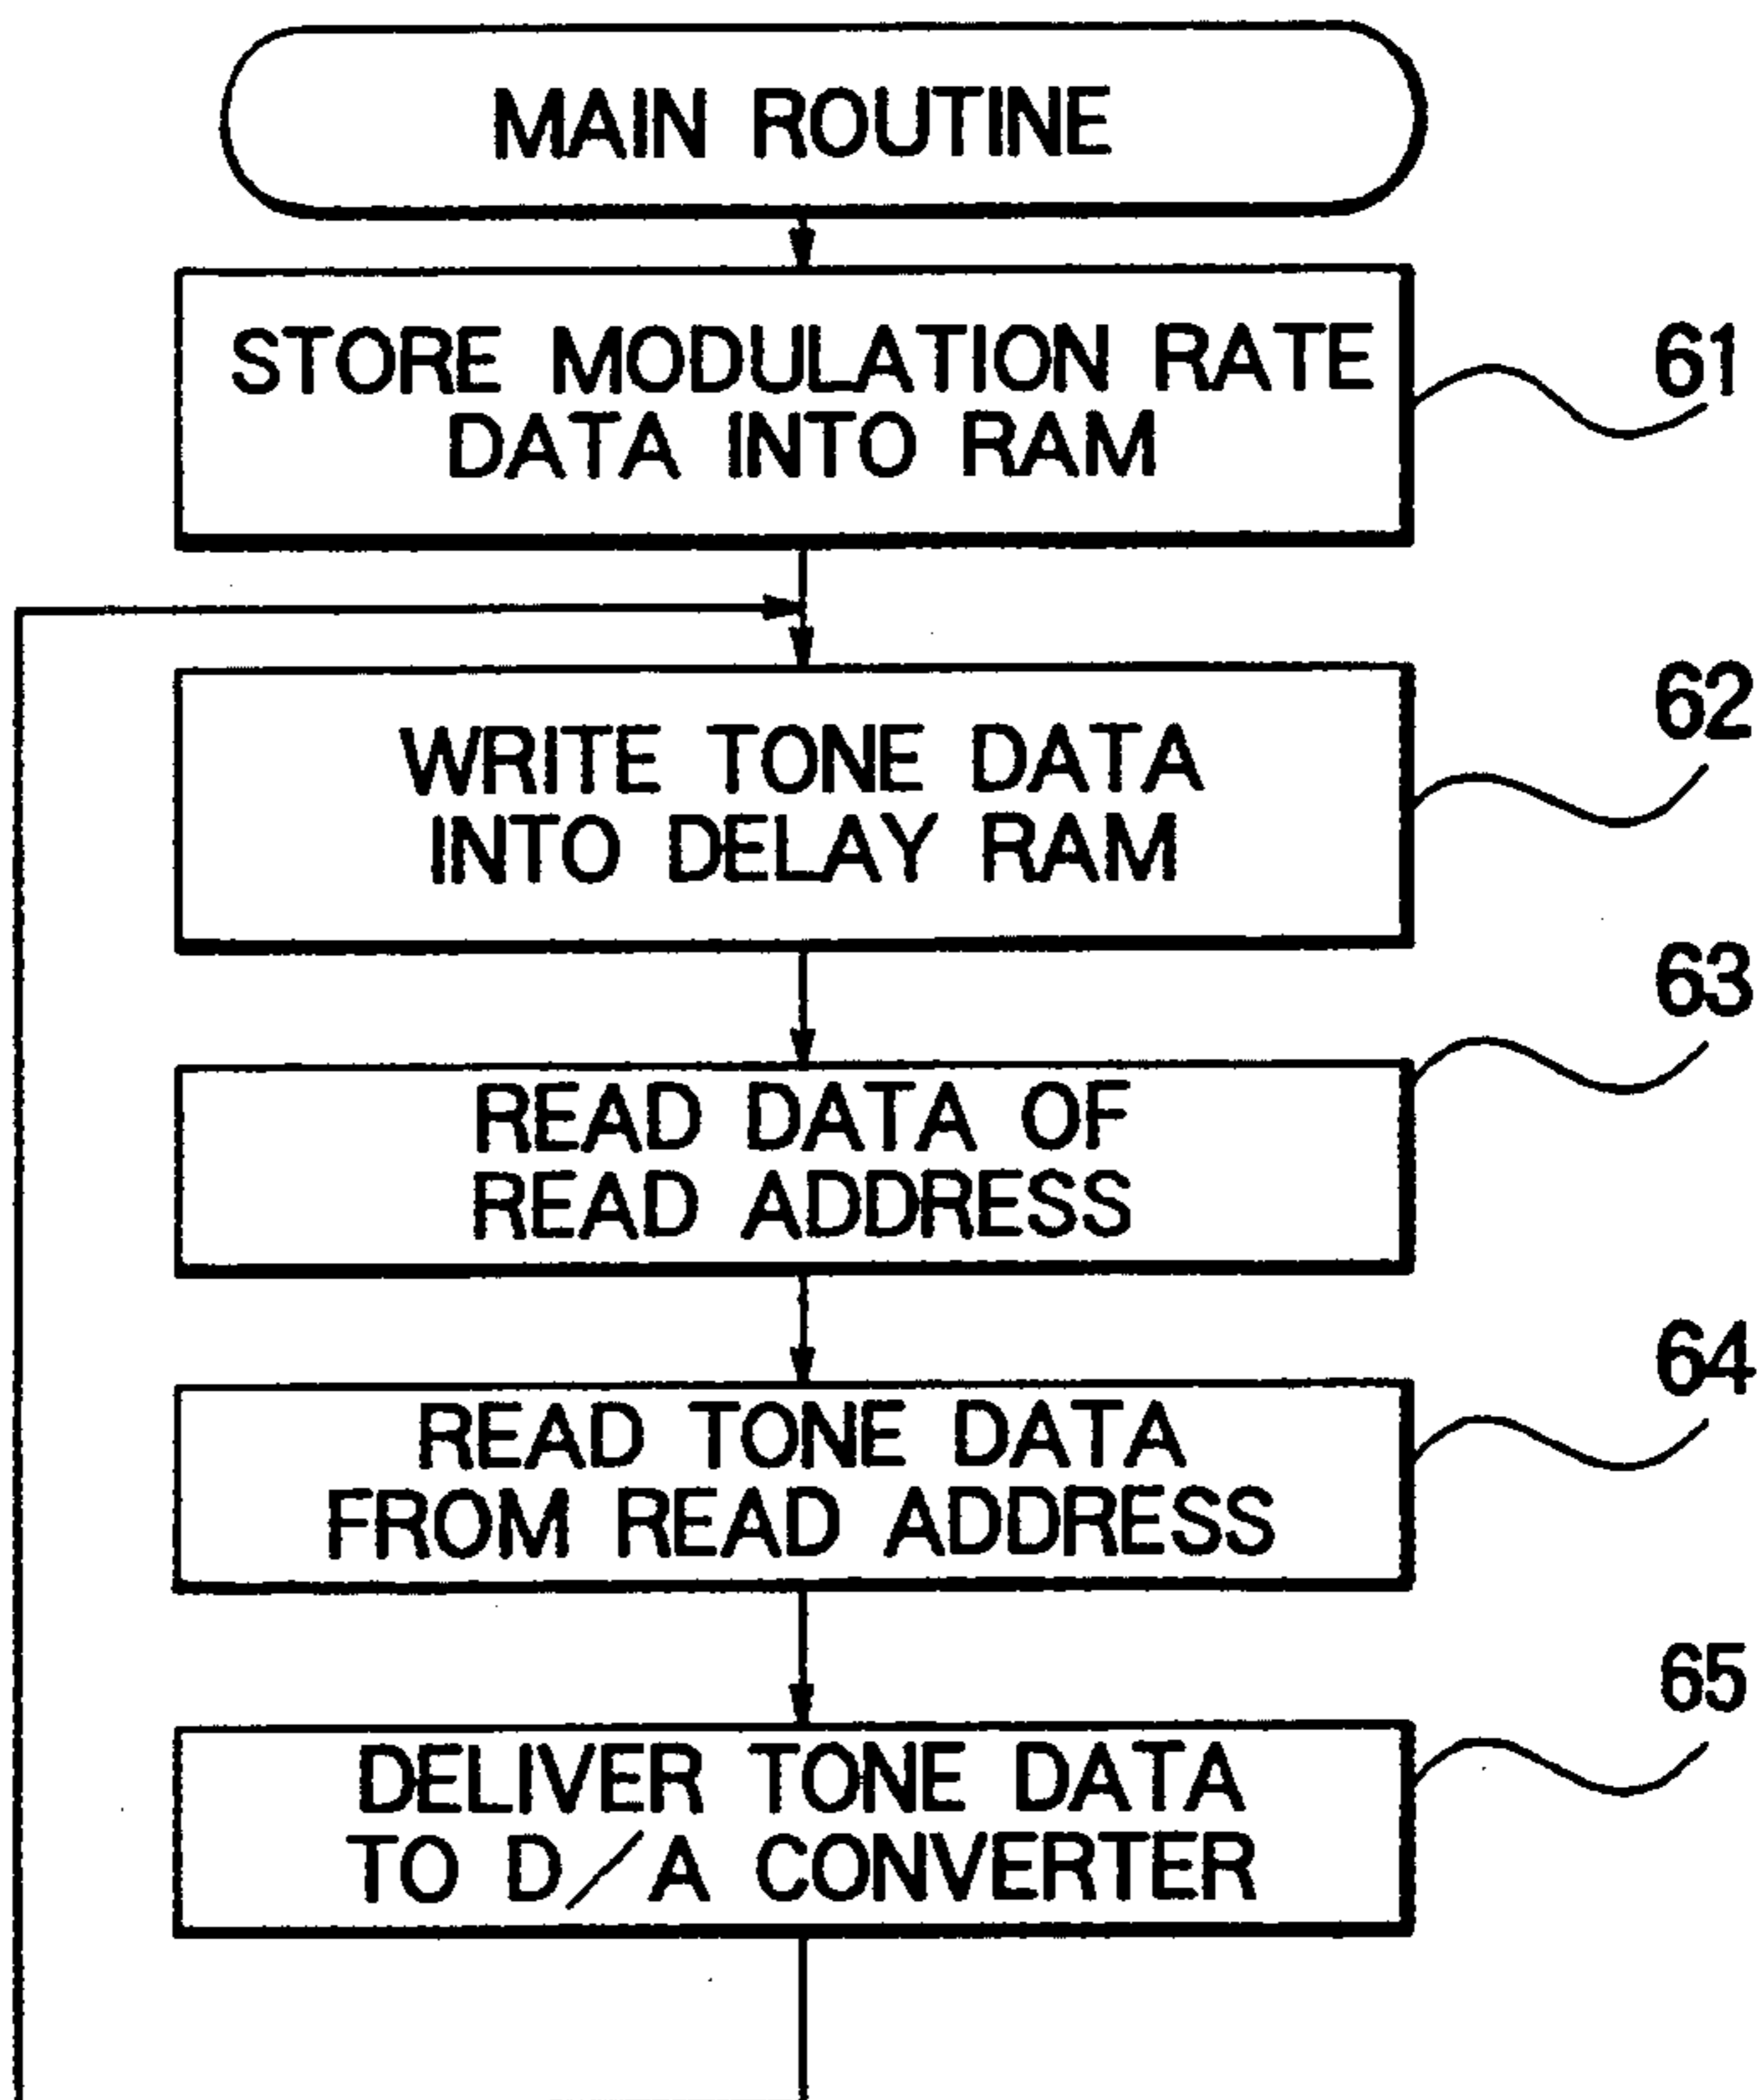 MAIN ROUTINE
STORE MODULATION RATE
DATA INTO RAM
61
WRITE TONE DATA
INTO DELAY RAM
62
READ DATA OF
READ ADDRESS
63
READ TONE DATA
FROM READ ADDRESS
64
DELIVER TONE DATA
TO D/A CONVERTER
65